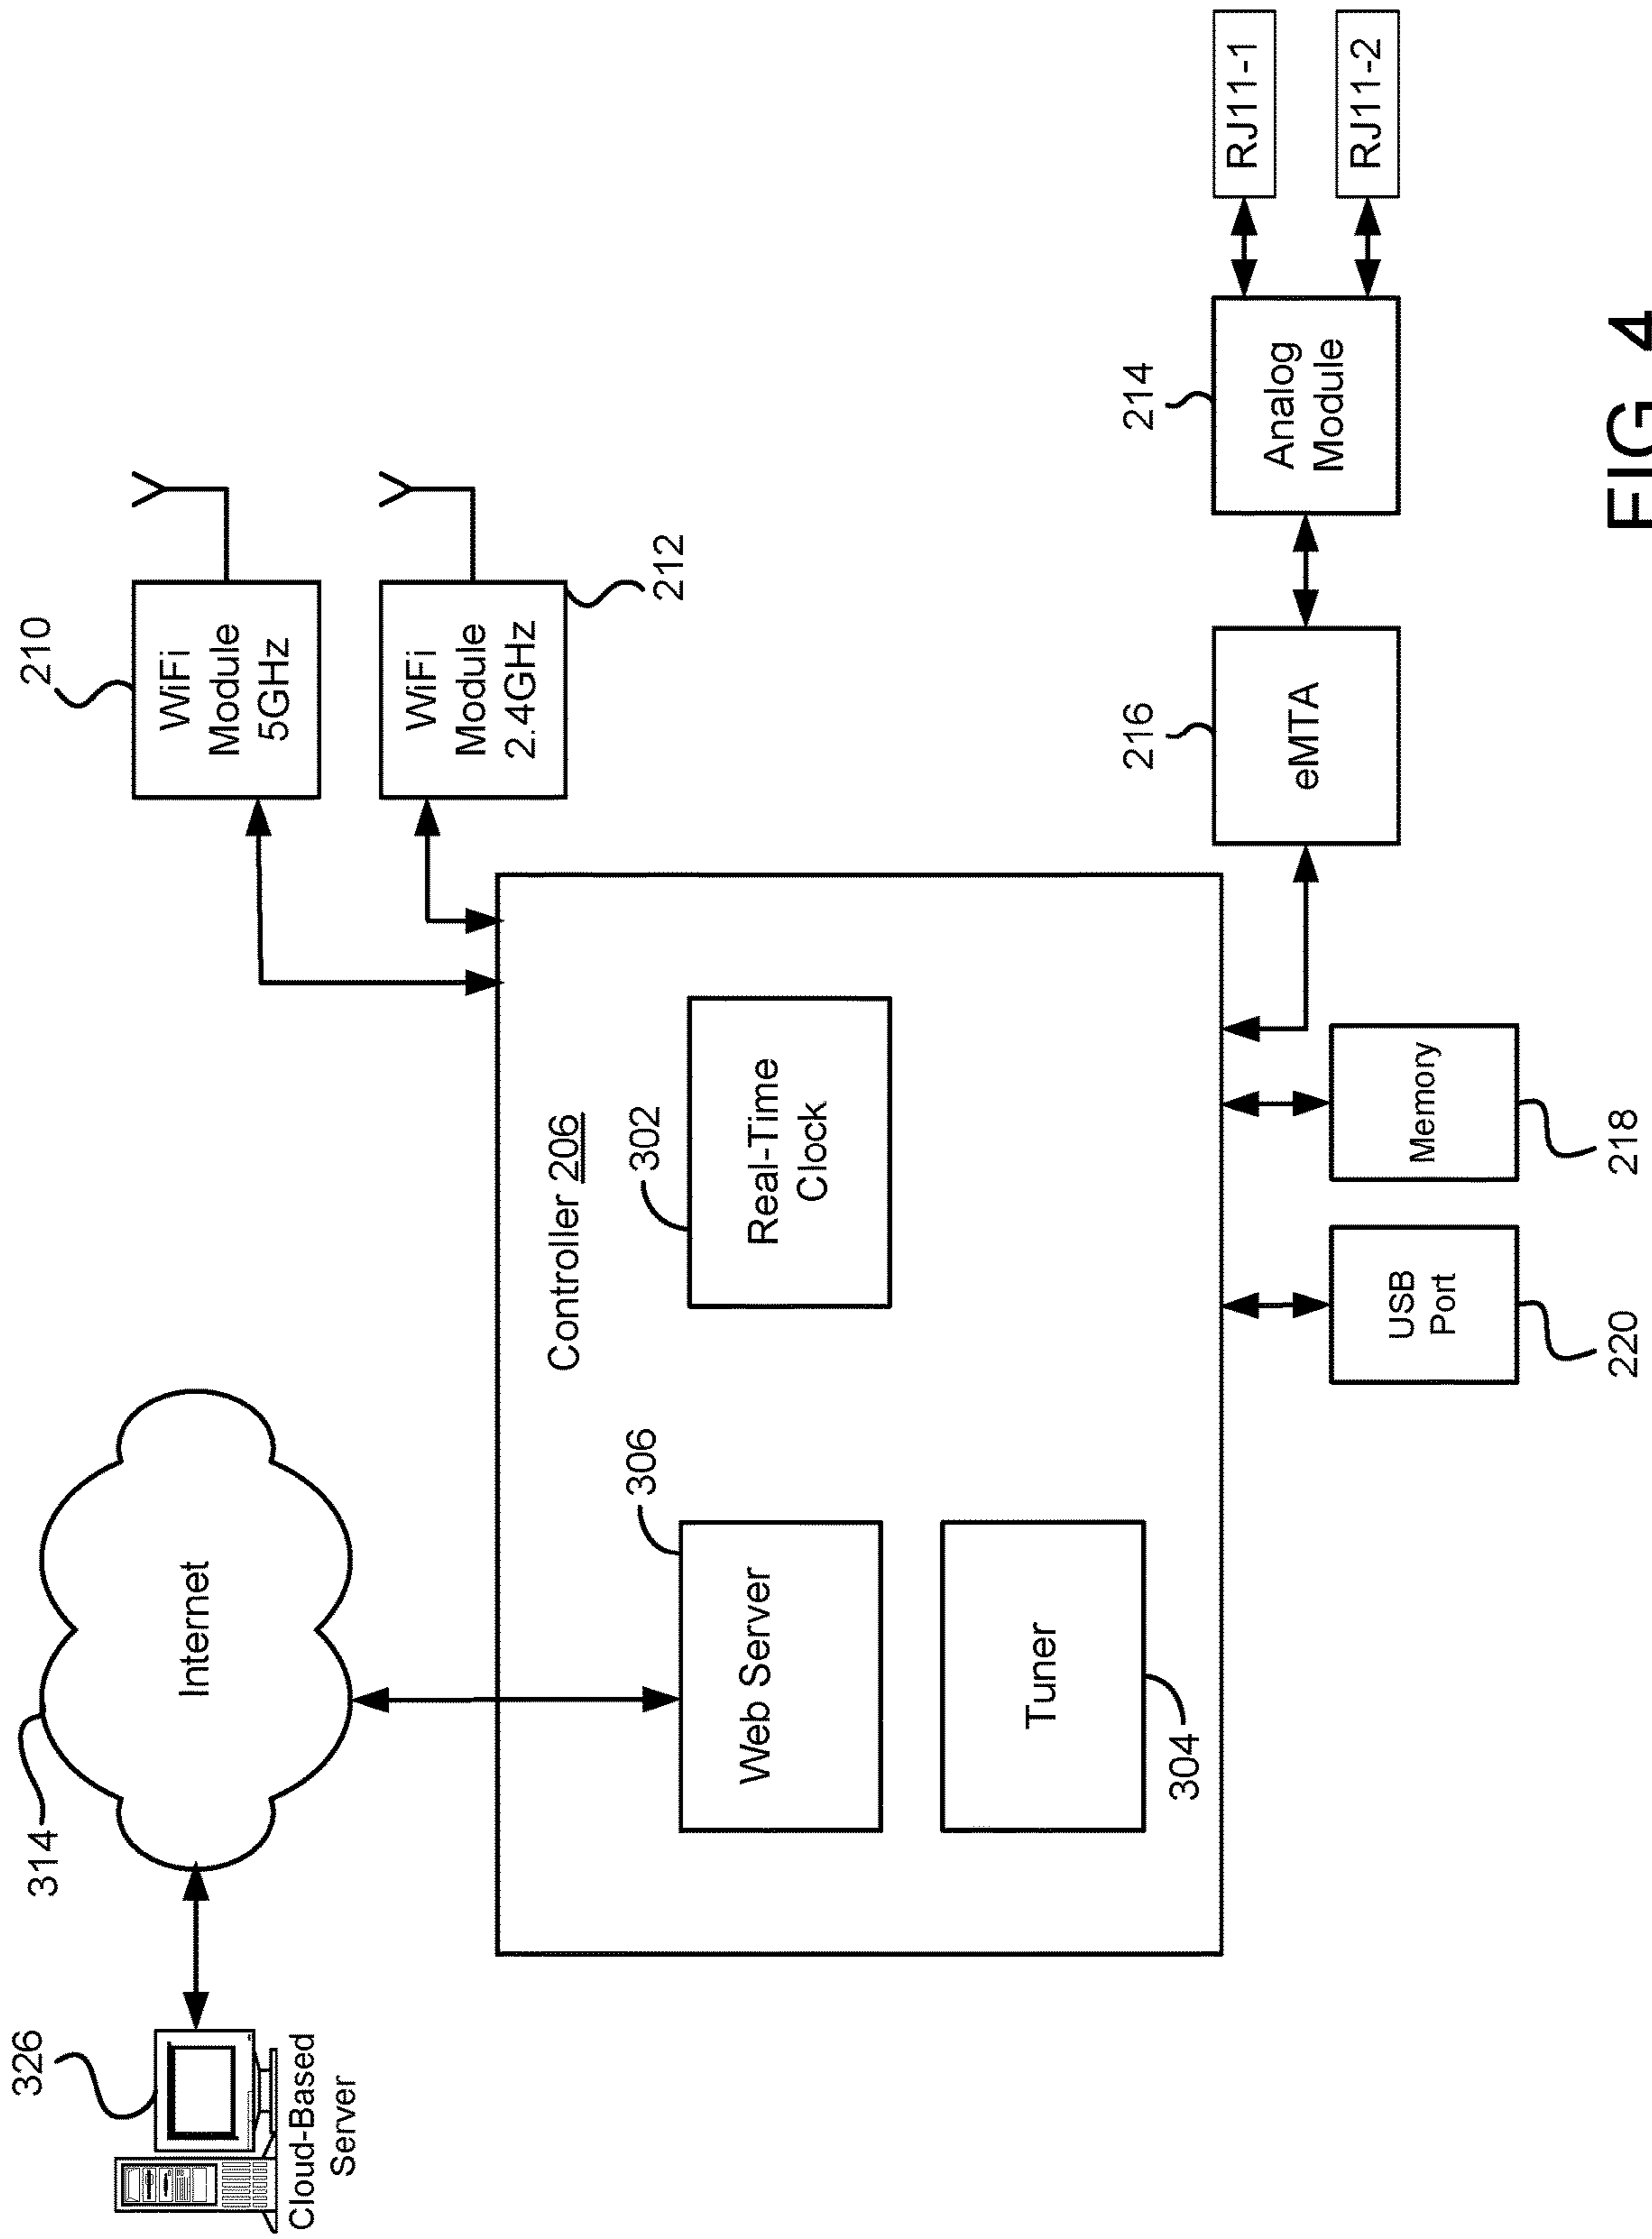 326
Cloud-Based
Server
314
Internet
210
WiFi
Module
5GHz
WiFi
Module
2.4GHz
212
Controller 206
306
Web Server
302
Real-Time
Clock
Tuner
304
USB
Port
220
Memory
218
216
eMTA
214
Analog
Module
RJ11-1
RJ11-2
FIG. 4